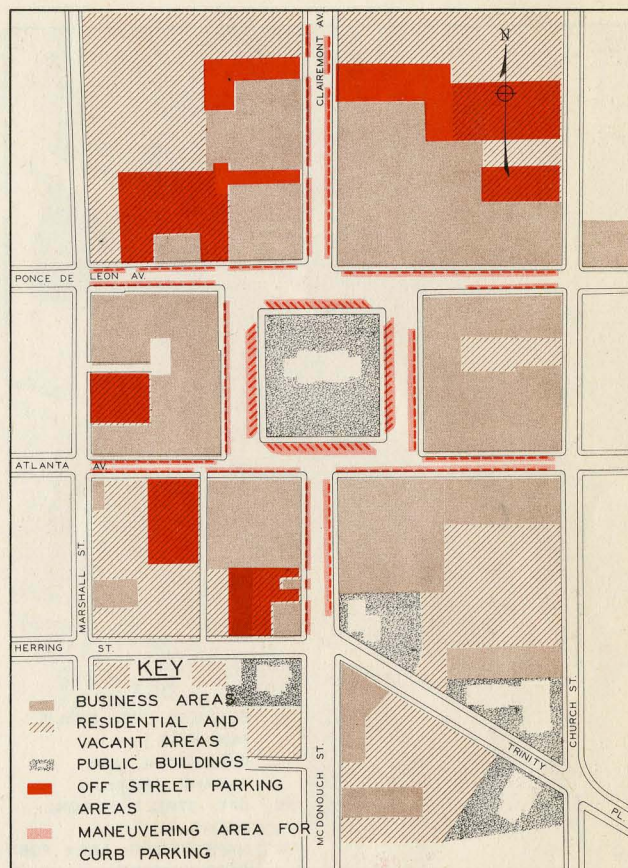 CLAIREMONT AV.
N
PONCE DE LEON AV.
ATLANTA AV.
MARSHALL ST.
HERRING ST.
KEY
BUSINESS AREAS
RESIDENTIAL AND
VACANT AREAS
PUBLIC BUILDINGS
OFF STREET PARKING
AREAS
MANEUVERING AREA FOR
CURB PARKING
MCDONOUGH ST.
CHURCH ST.
TRINITY PL.